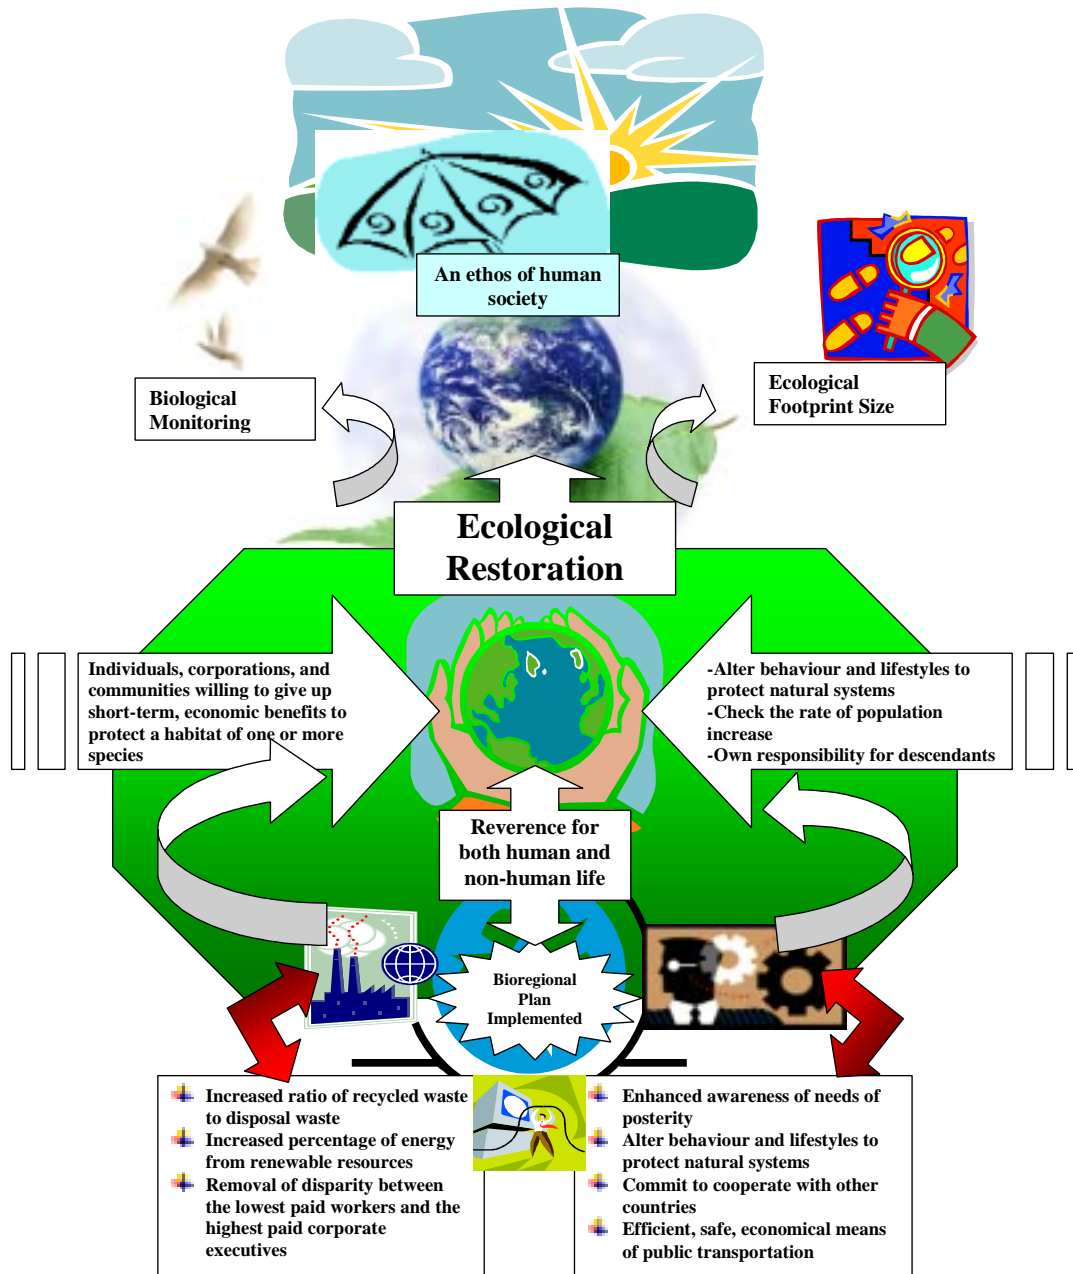 An ethos of human
society
Biological
Monitoring
Ecological
Footprint Size
Ecological
Restoration
Individuals, corporations, and
communities willing to give up
short-term, economic benefits to
protect a habitat of one or more
species
-Alter behaviour and lifestyles to
protect natural systems
-Check the rate of population
increase
-Own responsibility for descendants
Reverence for
both human and
non-human life
Bioregional
Plan
Implemented
Increased ratio of recycled waste
to disposal waste
Increased percentage of energy
from renewable resources
Removal of disparity between
the lowest paid workers and the
highest paid corporate
executives
Enhanced awareness of needs of
posterity
Alter behaviour and lifestyles to
protect natural systems
Commit to cooperate with other
countries
Efficient, safe, economical means
of public transportation